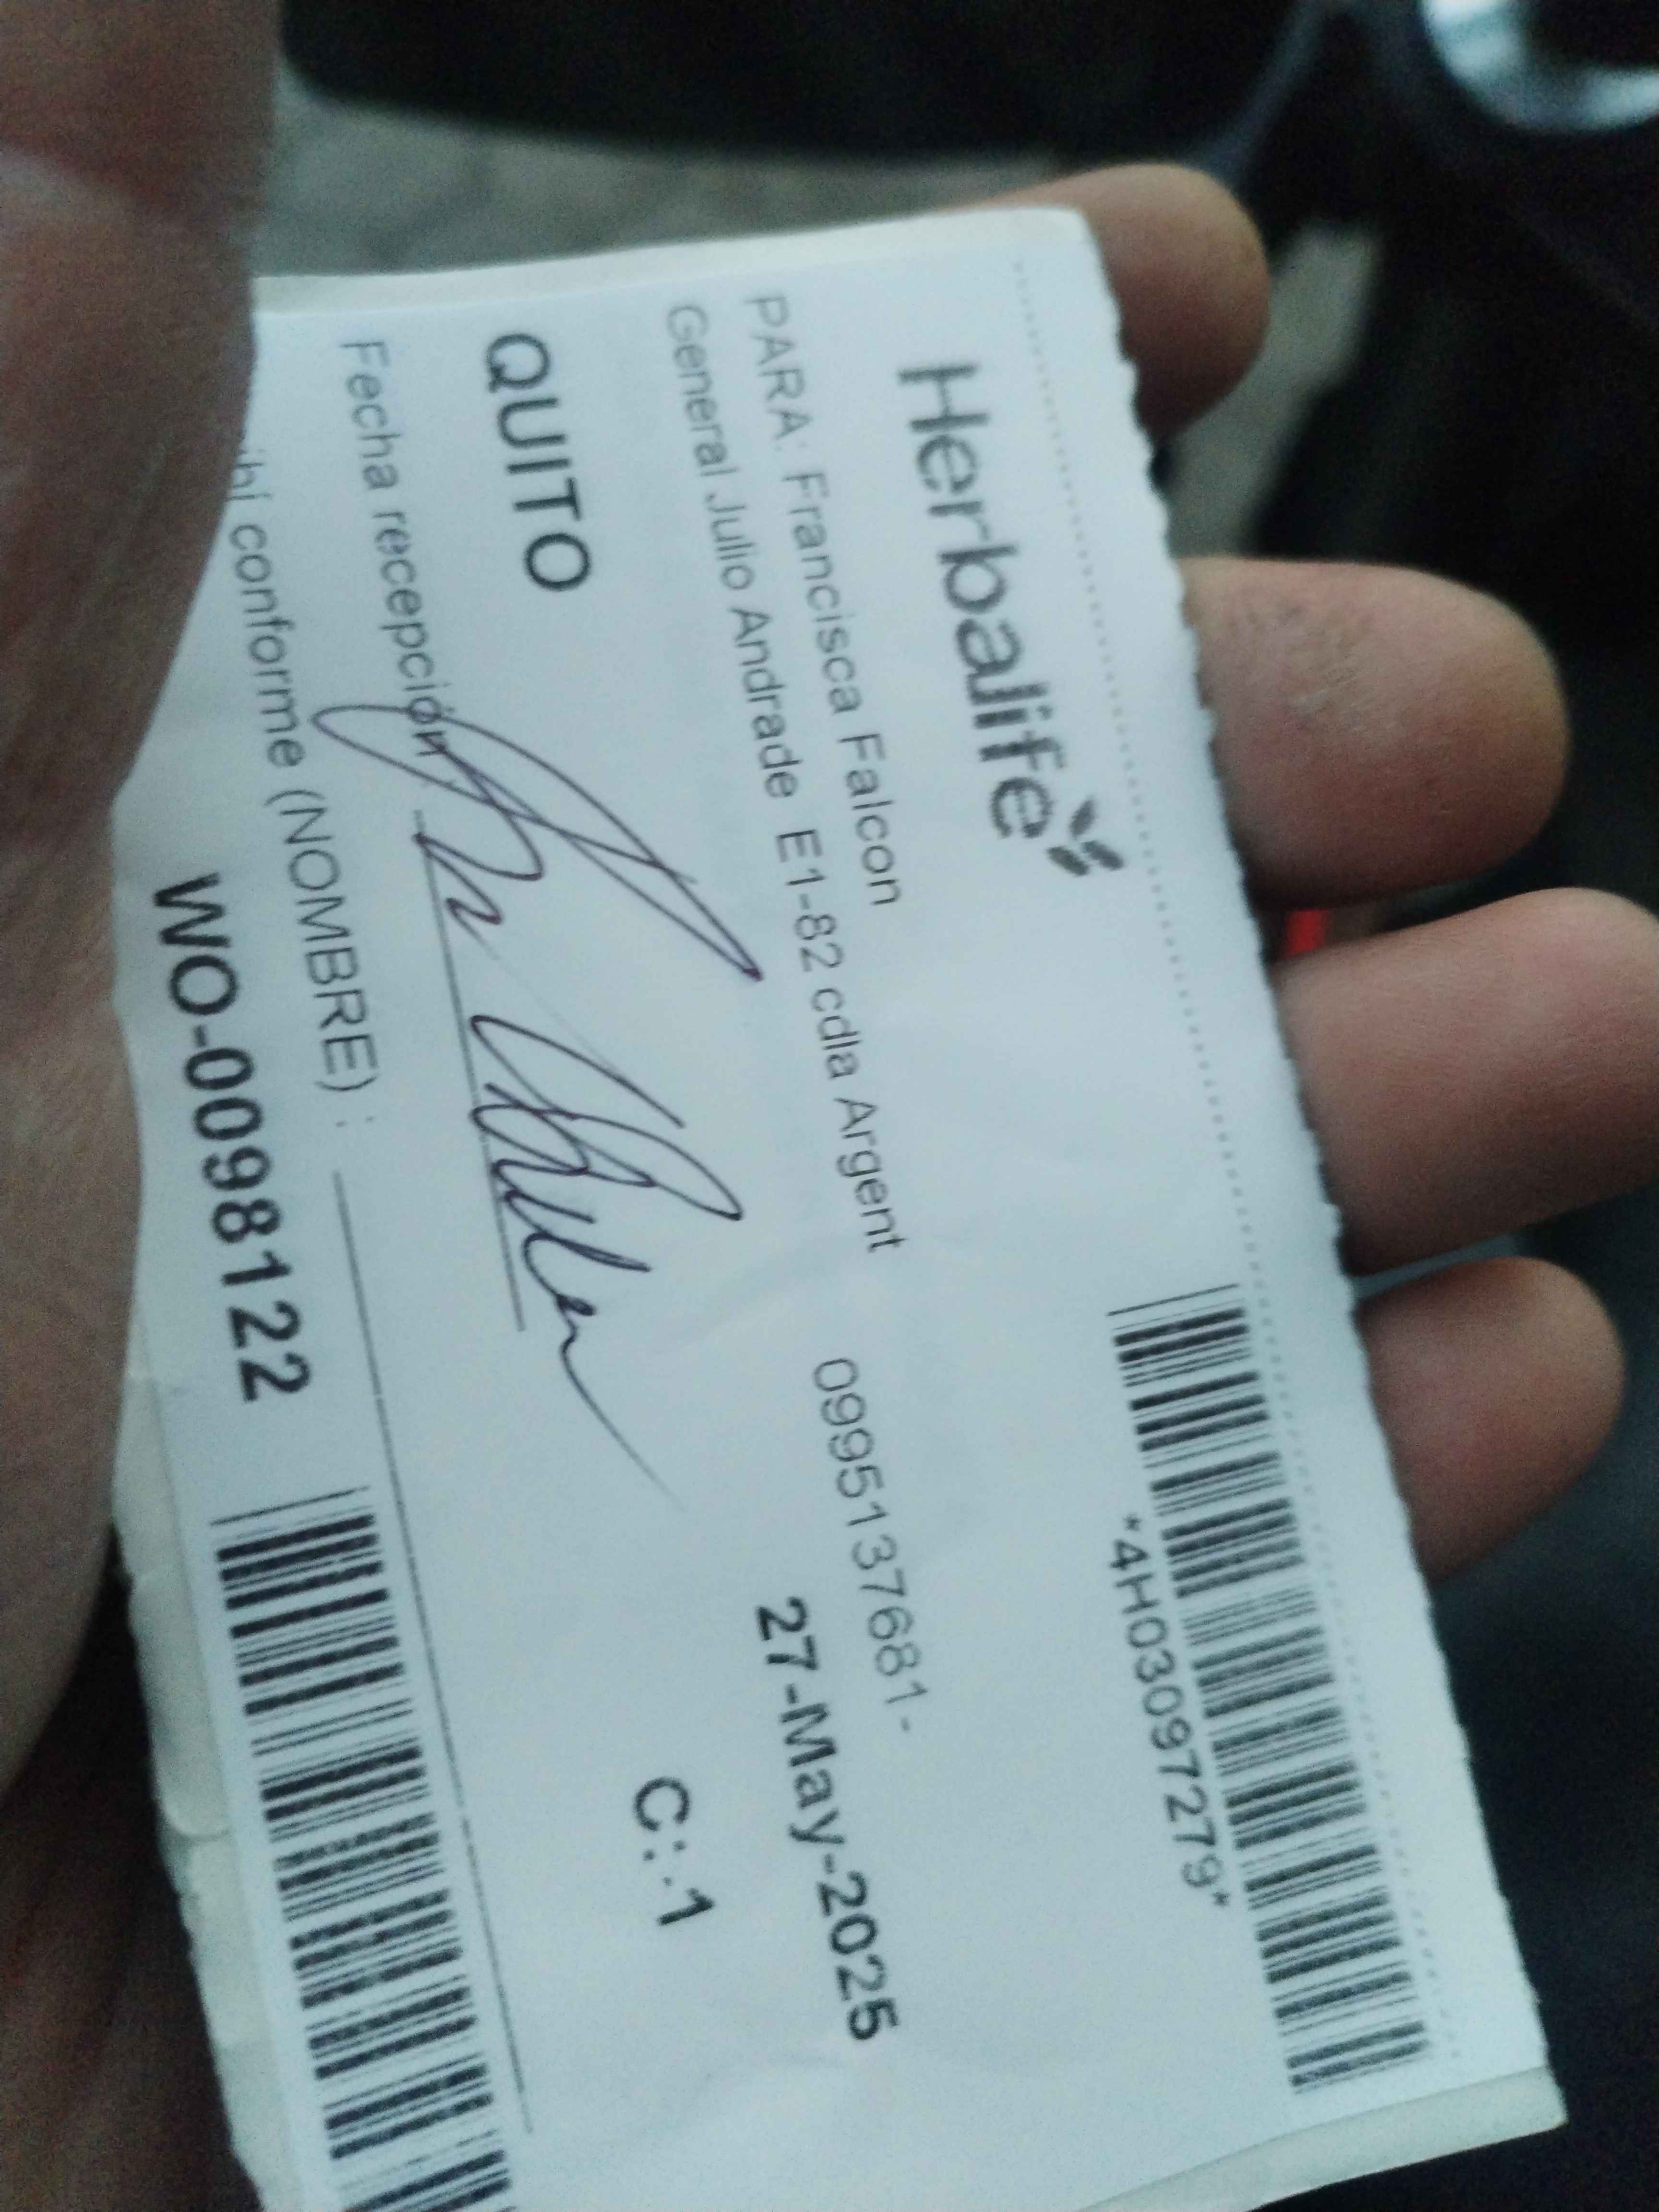 Herbalife
*4H03097279*
PARA: Francisca Falcon 0995137681-
General Julio Andrade E1-82 cdla Argent
27-May-2025
QUITO C:.1
Fecha recepción
conforme (NOMBRE) :
WO-0098122